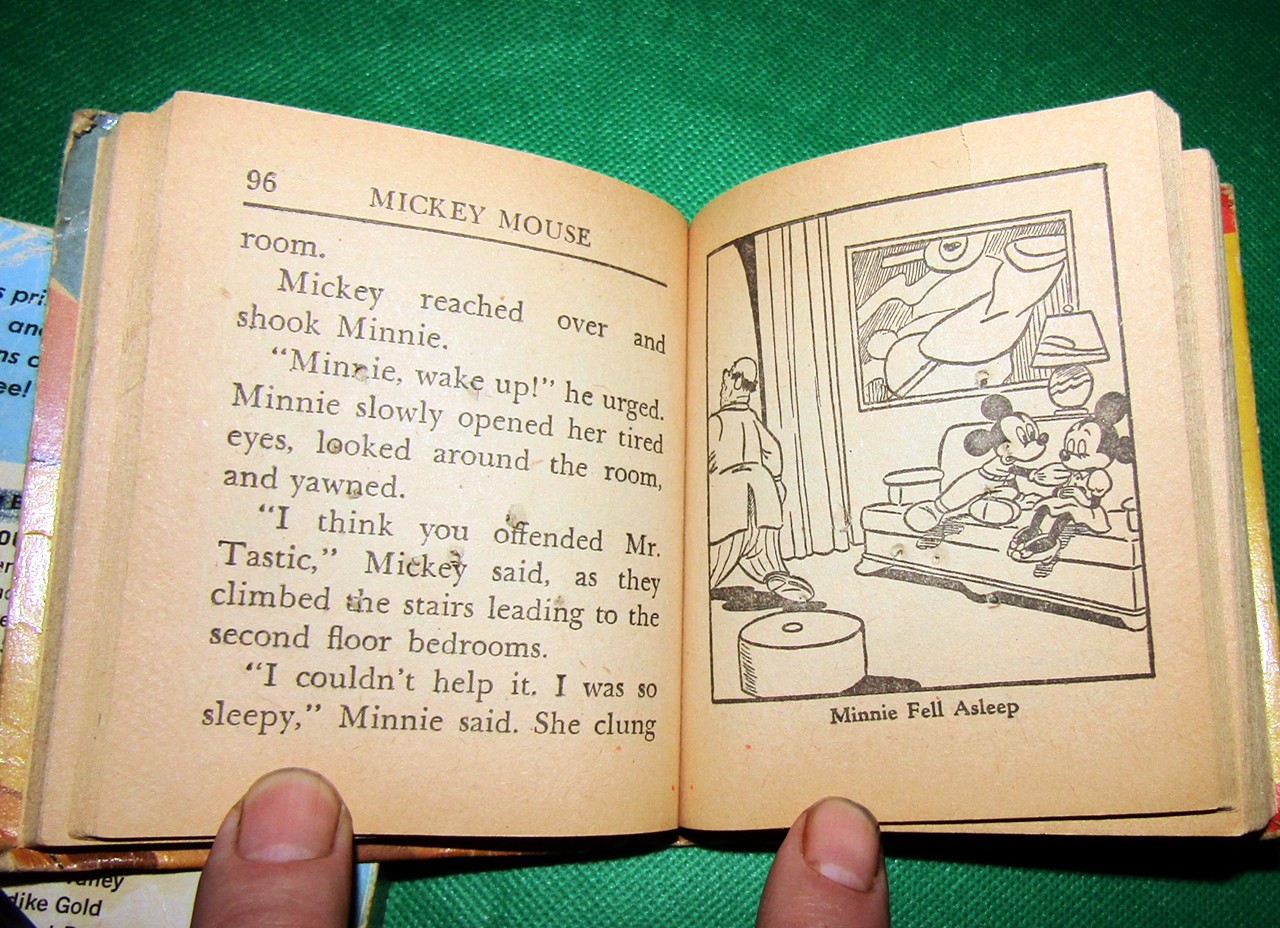 96
MICKEY MOUSE
room.
Mickey reached over and
shook Minnie.
“Minnie, wake up!” he urged.
Minnie slowly opened her tired
eyes, looked around the room,
and yawned.
“I think you offended Mr.
Tastic,” Mickey said, as they
climbed the stairs leading to the
second floor bedrooms.
“I couldn’t help it. I was so
sleepy,” Minnie said. She clung
Minnie Fell Asleep
Gold